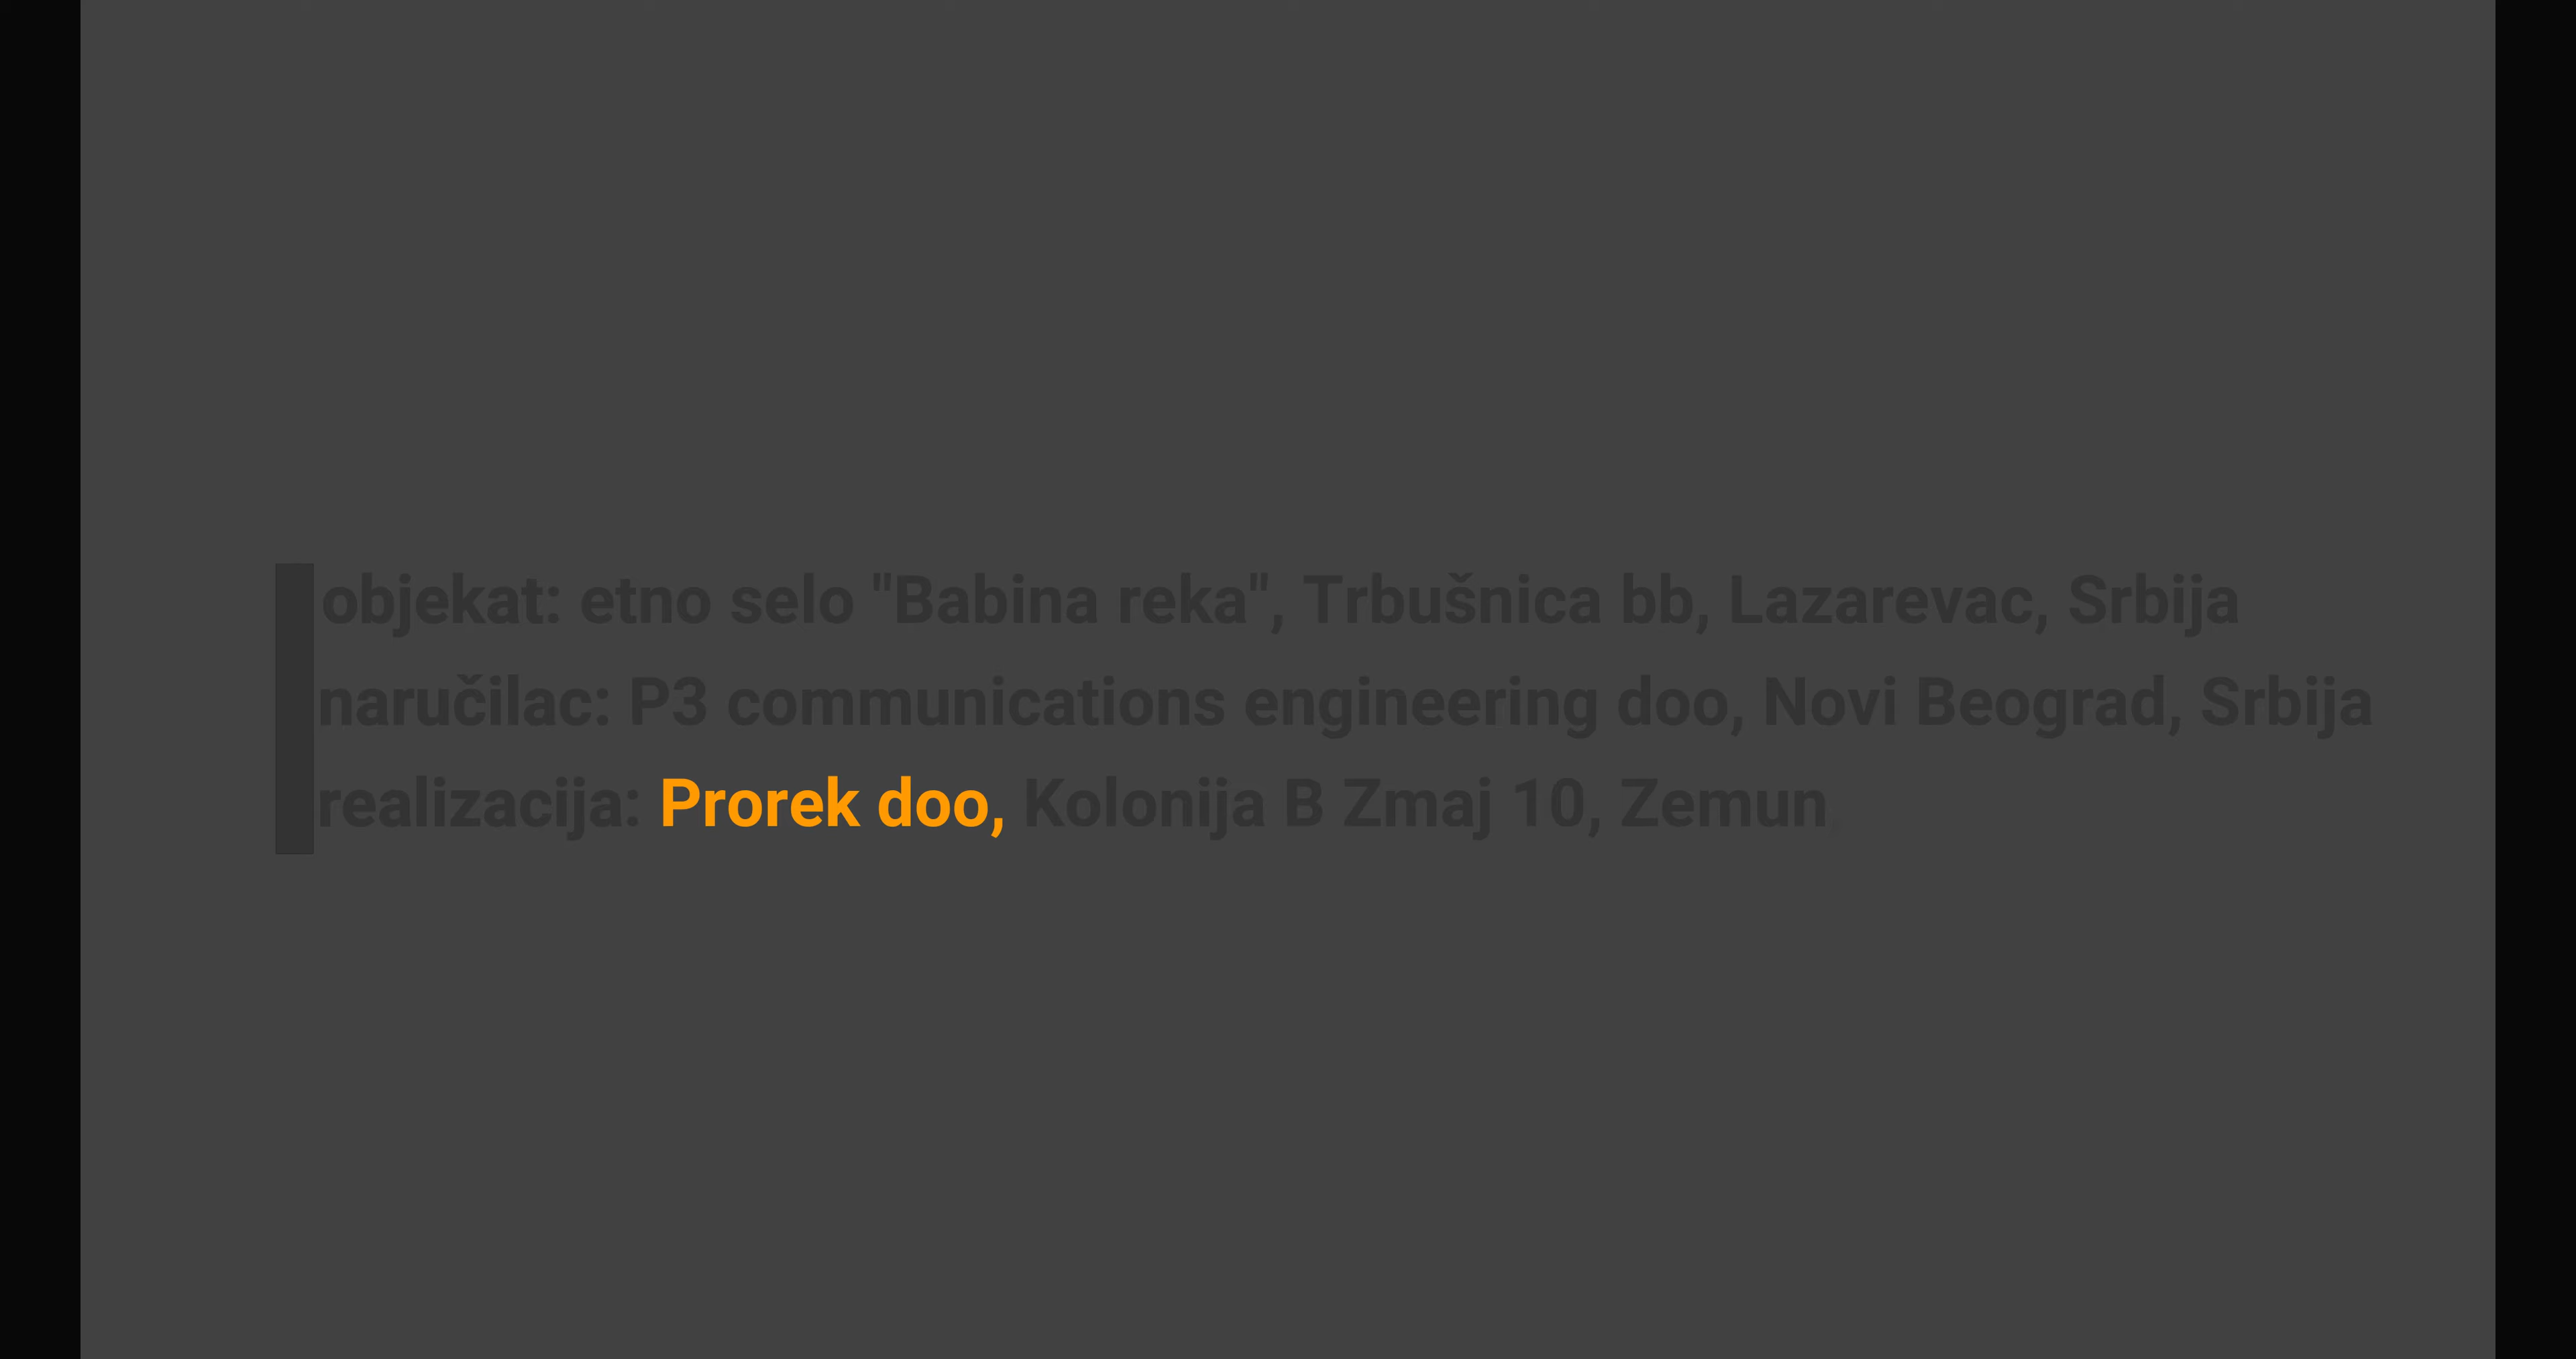 objekat: etno selo "Babina reka", Trbušnica bb, Lazarevac, Srbija
naručilac: P3 communications engineering doo, Novi Beograd, Srbija
realizacija: Prorek doo, Kolonija B Zmaj 10, Zemun